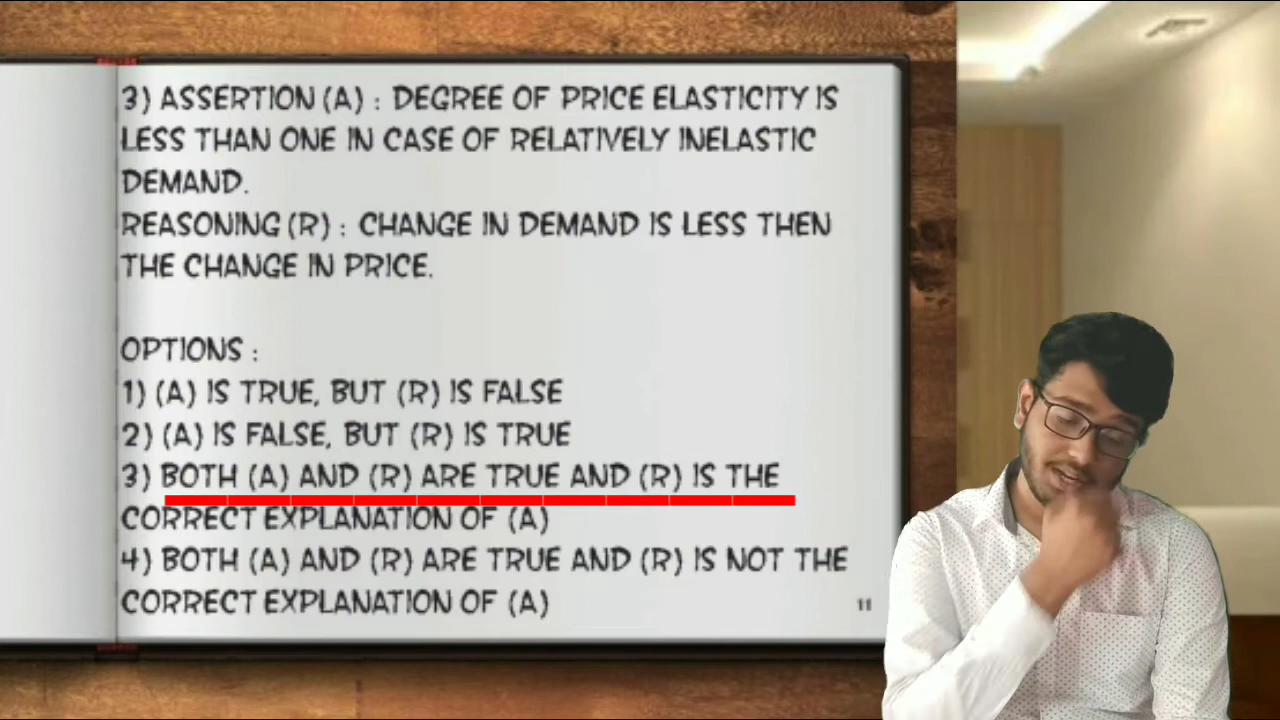 3) ASSERTION (A) : DEGREE OF PRICE ELASTICITY IS
LESS THAN ONE IN CASE OF RELATIVELY INELASTIC
DEMAND.
REASONING (R) : CHANGE IN DEMAND IS LESS THEN
THE CHANGE IN PRICE.
OPTIONS :
1) (A) IS TRUE, BUT (R) IS FALSE
2) (A) IS FALSE, BUT (R) IS TRUE
3) BOTH (A) AND (R) ARE TRUE AND (R) IS THE
CORRECT EXPLANATION OF (A)
4) BOTH (A) AND (R) ARE TRUE AND (R) IS NOT THE
CORRECT EXPLANATION OF (A)
11